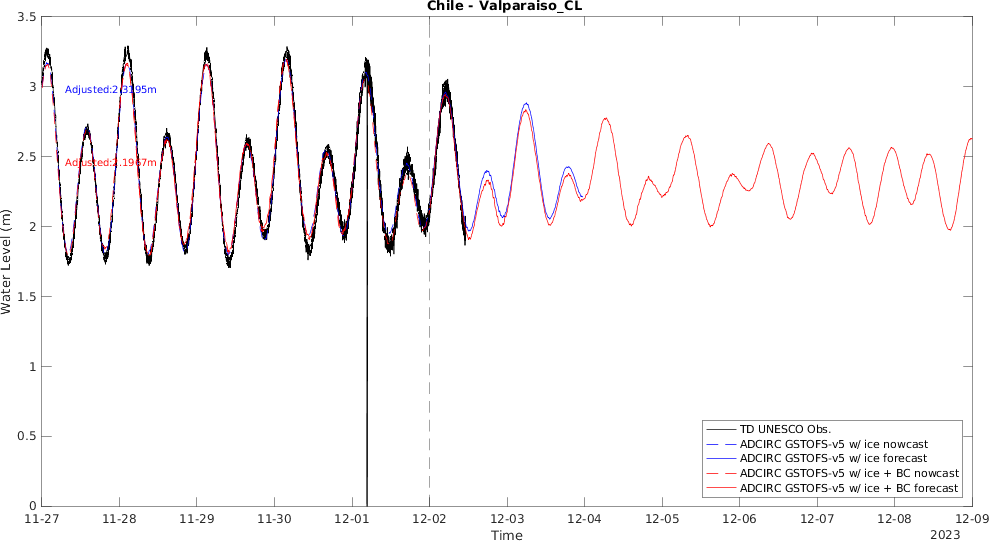 Chile - Valparaiso_CL
3.5
3
2.5
2
1.5
1
0.5
0
Water Level (m)
Adjusted:2.3195m
Adjusted:2.1967m
TD UNESCO Obs.
ADCIRC GSTOFS-v5 w/ ice nowcast
ADCIRC GSTOFS-v5 w/ ice forecast
ADCIRC GSTOFS-v5 w/ ice + BC nowcast
ADCIRC GSTOFS-v5 w/ ice + BC forecast
11-27 11-28 11-29 11-30 12-01 12-02 12-03 12-04 12-05 12-06 12-07 12-08 12-09
Time
2023